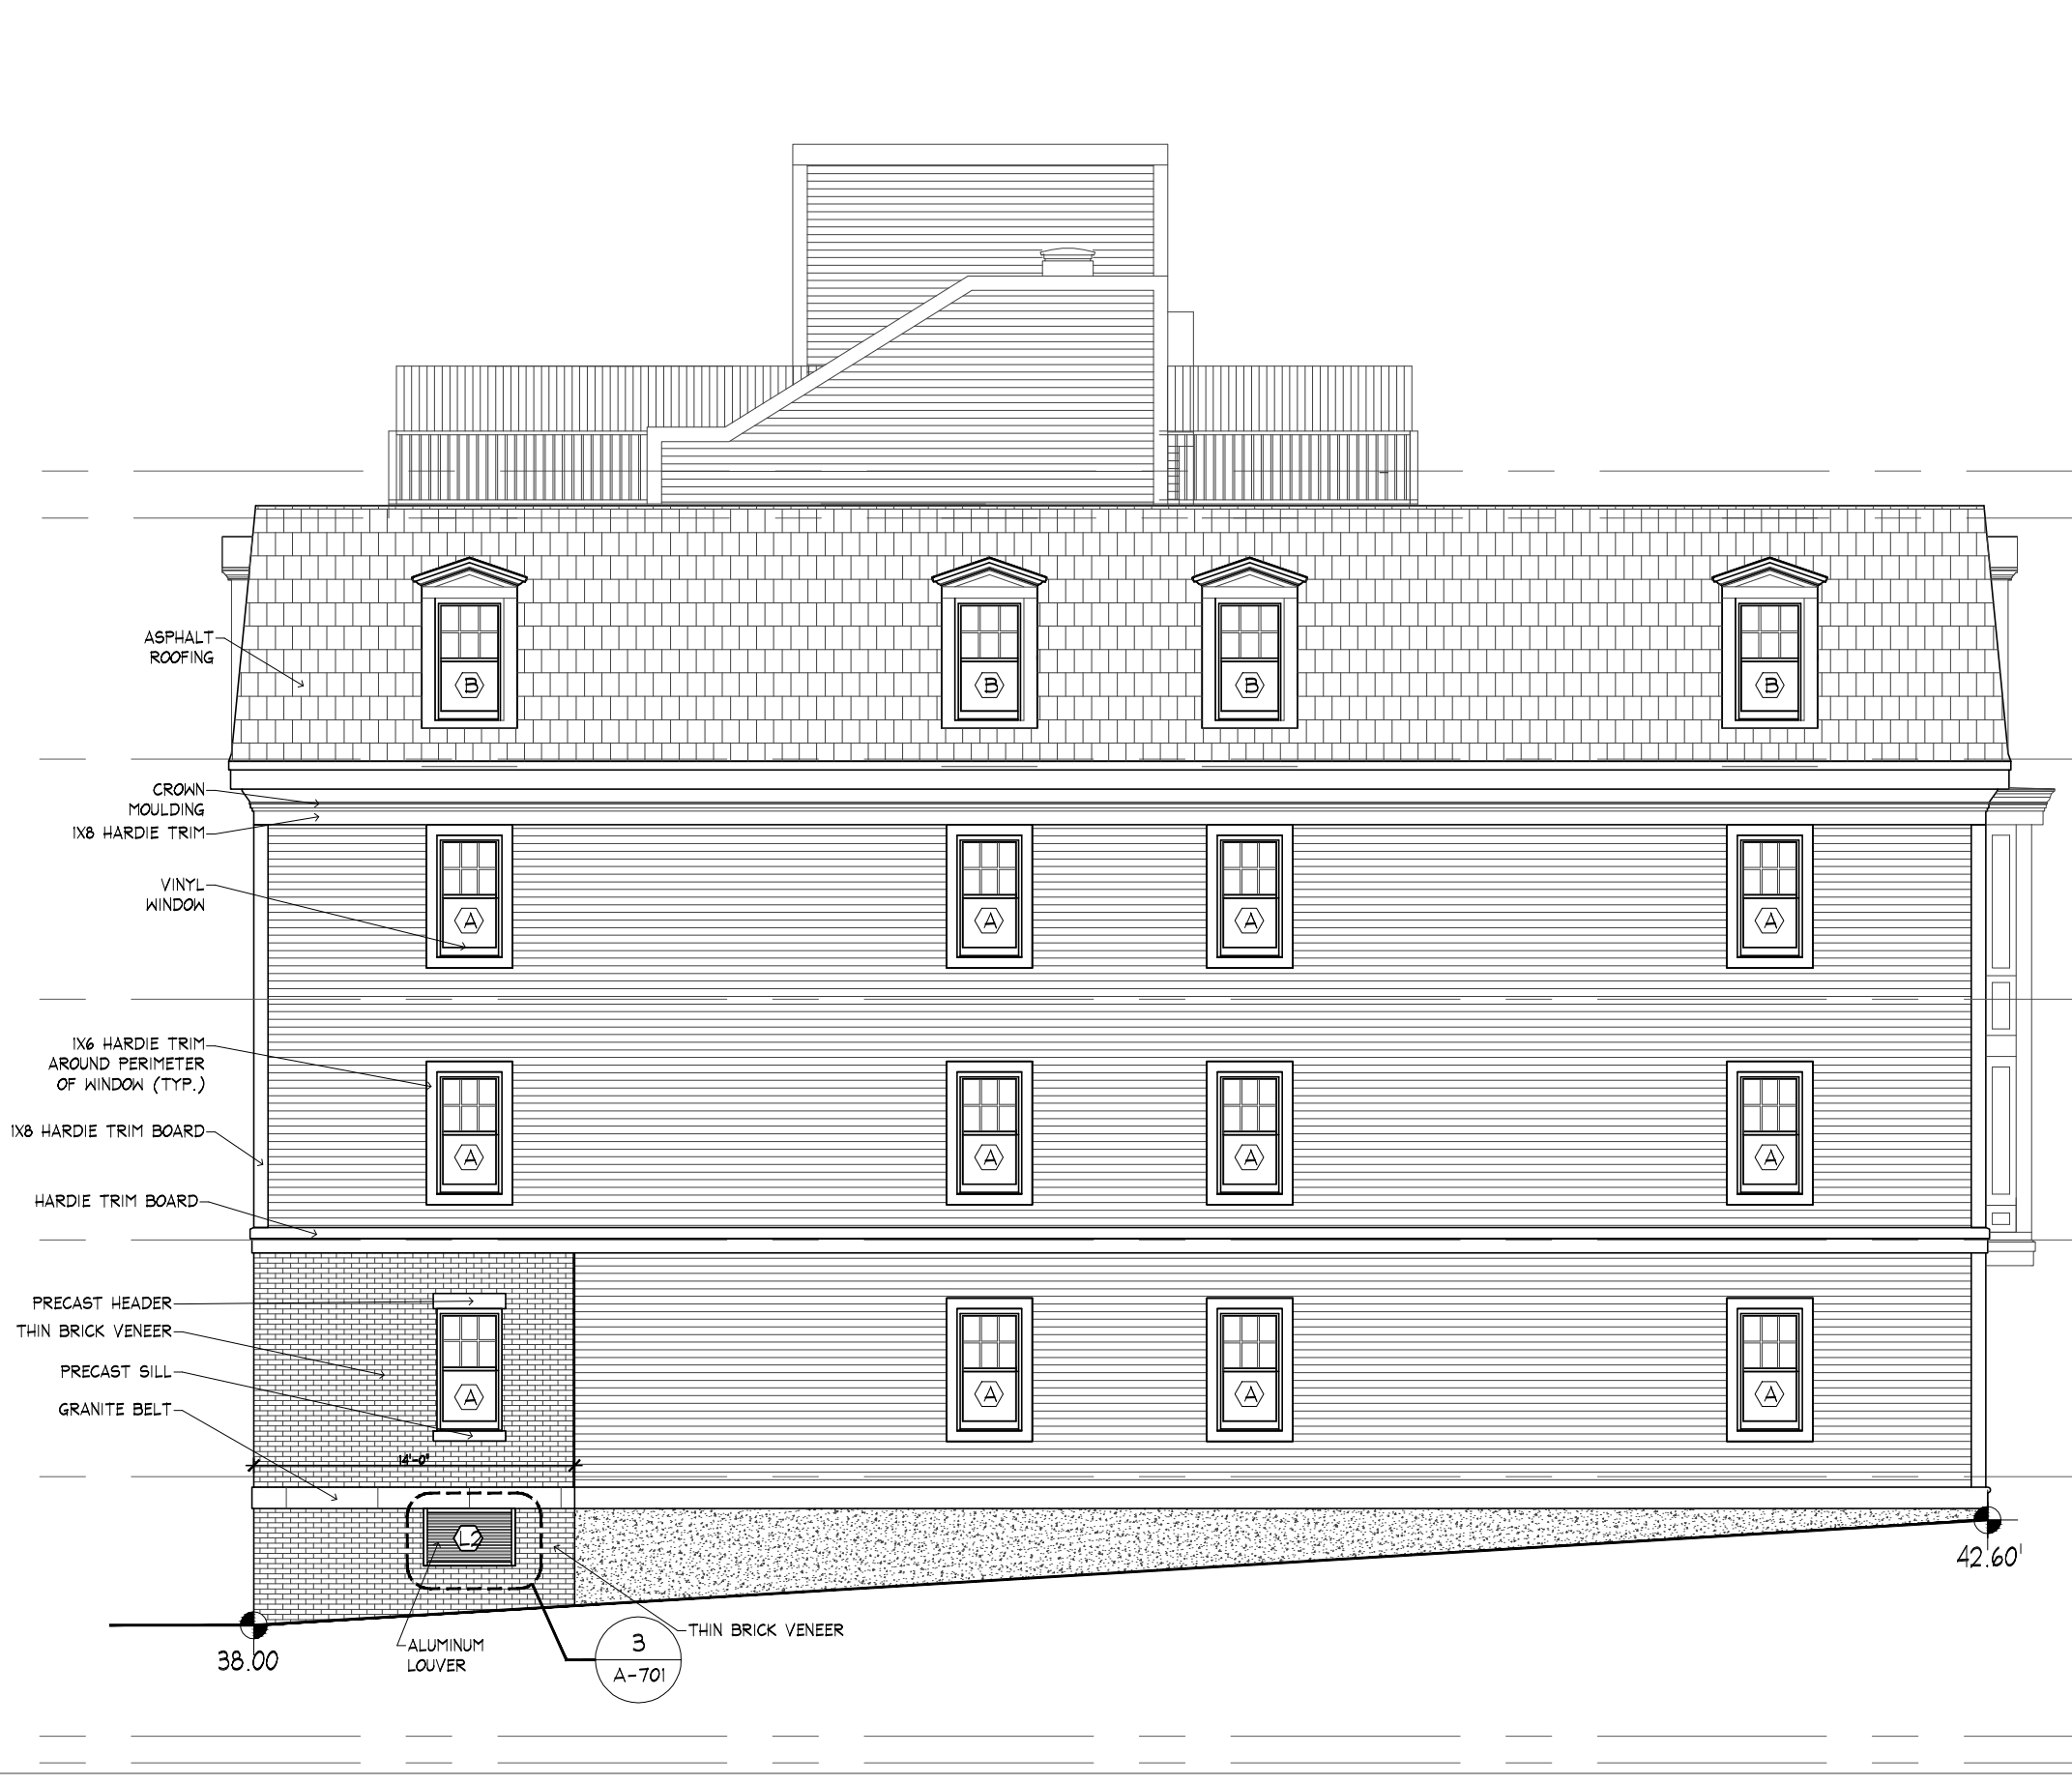 B
B
B
B
ASPHALT
ROOFING
CROWN
MOULDING
1X8 HARDIE TRIM
VINYL
WINDOW
A
A
A
A
1X6 HARDIE TRIM
AROUND PERIMETER
OF WINDOW (TYP.)
1X8 HARDIE TRIM BOARD
A
A
A
A
HARDIE TRIM BOARD
PRECAST HEADER
THIN BRICK VENEER
PRECAST SILL
GRANITE BELT
A
A
A
A
14'-0"
L2
42.60'
38.00
ALUMINUM
LOUVER
THIN BRICK VENEER
3
A-701